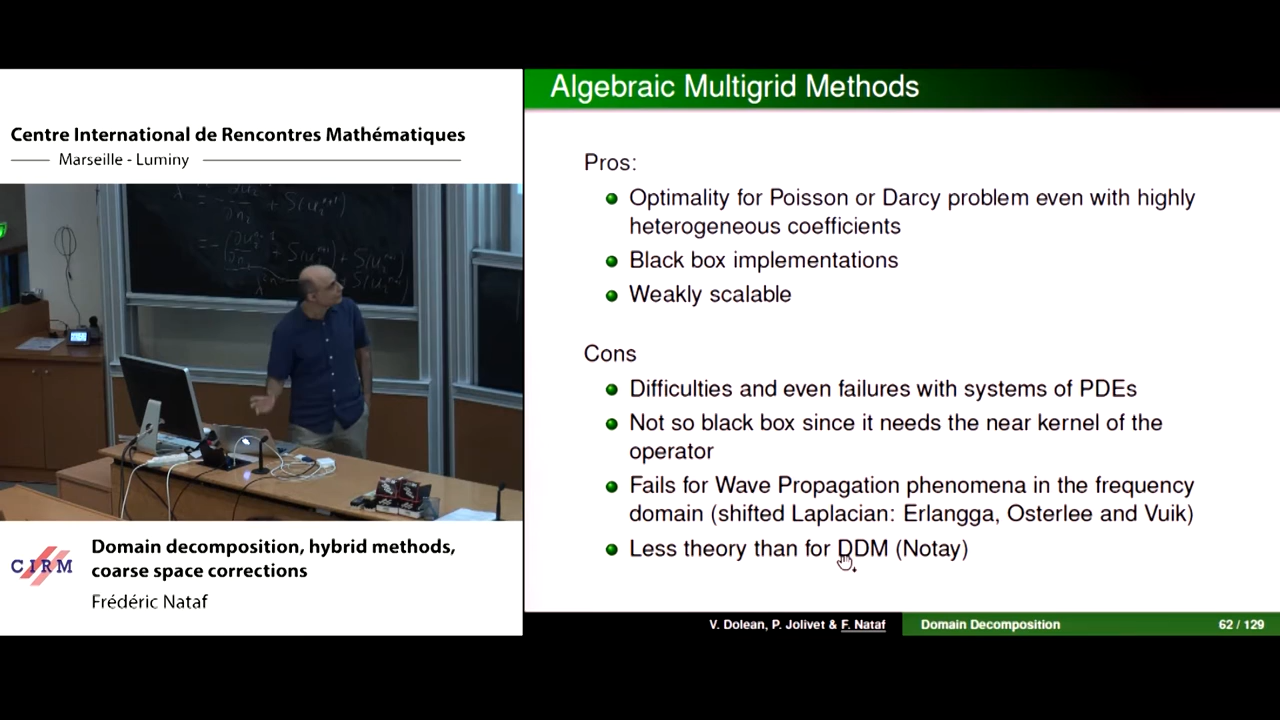 Centre International de Rencontres Mathématiques
Marseille - Luminy
CIRM
Domain decomposition, hybrid methods,
coarse space corrections
Frédéric Nataf
Algebraic Multigrid Methods
Pros:
Optimality for Poisson or Darcy problem even with highly
heterogeneous coefficients
Black box implementations
Weakly scalable
Cons
Difficulties and even failures with systems of PDEs
Not so black box since it needs the near kernel of the
operator
Fails for Wave Propagation phenomena in the frequency
domain (shifted Laplacian: Erlangga, Osterlee and Vuik)
Less theory than for DDM (Notay)
V. Dolean, P. Jolivet & F. Nataf
Domain Decomposition
62 / 129